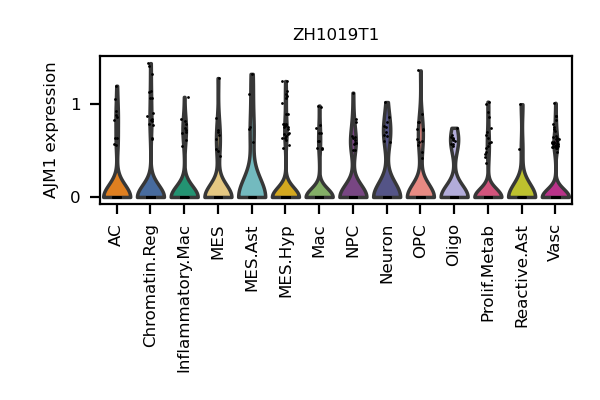 ZH1019T1
AJM1 expression
1
0
AC
Chromatin.Reg
Inflammatory.Mac
MES
MES.Ast
MES.Hyp
Mac
NPC
Neuron
OPC
Oligo
Prolif.Metab
Reactive.Ast
Vasc